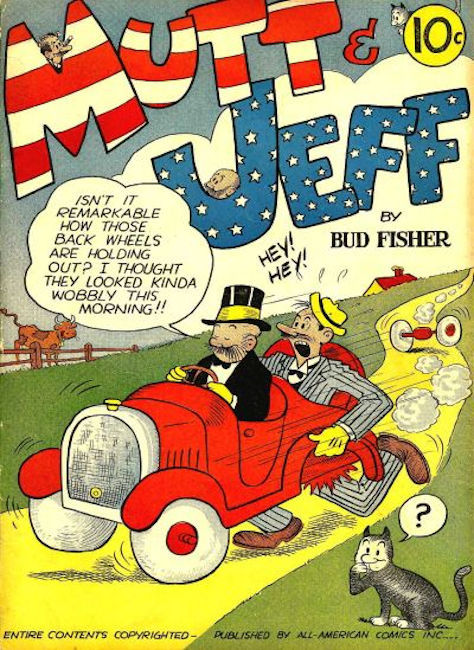 MUTT &
10¢
JEFF
BY
BUD FISHER
ISN'T IT
REMARKABLE
HOW THOSE
BACK WHEELS
ARE HOLDING
OUT? I THOUGHT
THEY LOOKED KINDA
WOBBLY THIS
MORNING!!
HEY!
HEY!
?
ENTIRE CONTENTS COPYRIGHTED - PUBLISHED BY ALL-AMERICAN COMICS INC....